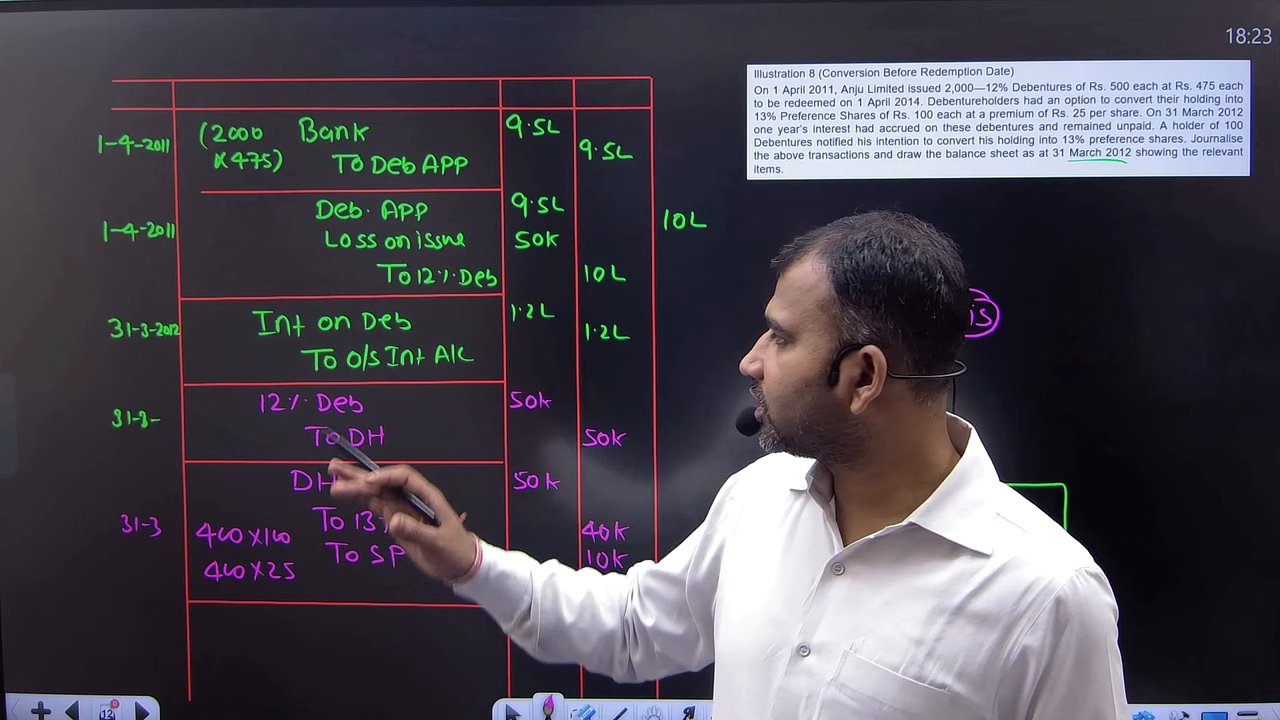 18:23
Illustration 8 (Conversion Before Redemption Date)
On 1 April 2011, Anju Limited issued 2,000—12% Debentures of Rs. 500 each at Rs. 475 each
to be redeemed on 1 April 2014. Debentureholders had an option to convert their holding into
13% Preference Shares of Rs. 100 each at a premium of Rs. 25 per share. On 31 March 2012
one year's interest had accrued on these debentures and remained unpaid. A holder of 100
Debentures notified his intention to convert his holding into 13% preference shares. Journalise
the above transactions and draw the balance sheet as at 31 March 2012 showing the relevant
items.
1-4-2011 (2000 Bank 9.5L
x475) To Deb APP 9.5L
1-4-2011 Deb. APP 9.5L
Loss on issue 50k 10L
To 12%. Deb 10L
31-3-2012 Int on Deb 1.2L
To O/s Int A/c 1.2L
31-3- 12%. Deb 50k
To DH 50k
DH 50k
31-3 400x100 To 13% 40k
400x25 To SP 10k
is
12